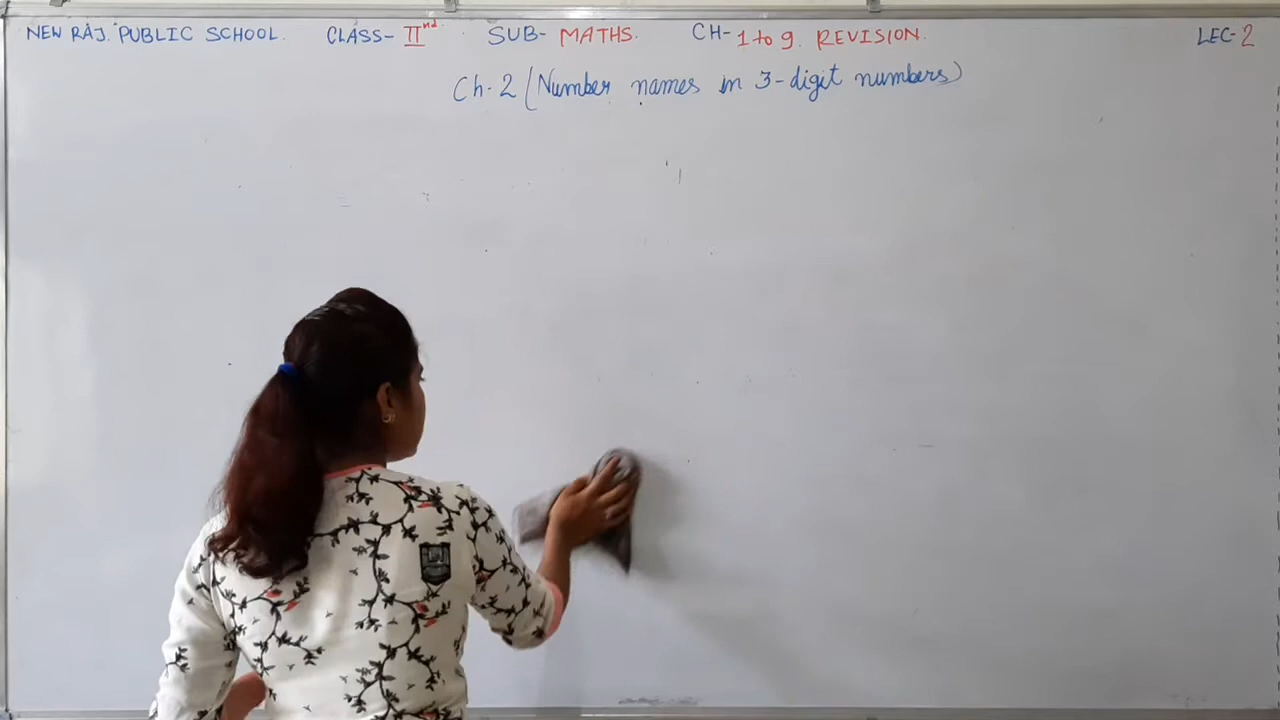 NEW RAJ. PUBLIC SCHOOL. CLASS- IInd. SUB- MATHS. CH- 1 to 9. REVISION. LEC- 2
Ch. 2 (Number names in 3-digit numbers)